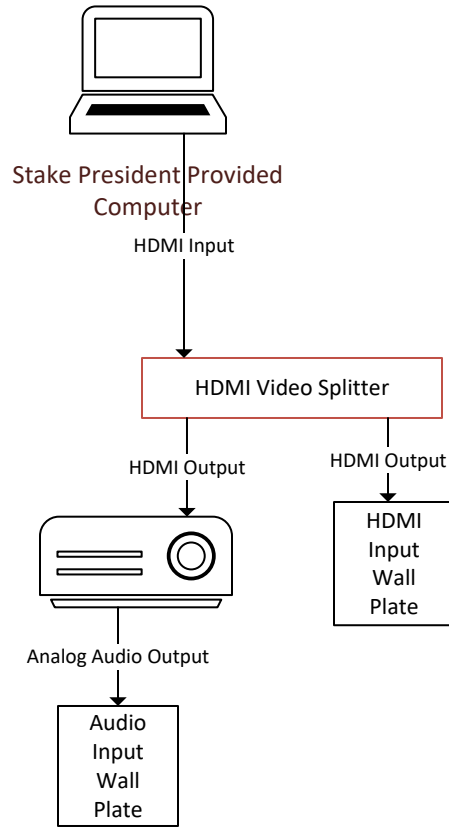 Stake President Provided
Computer
HDMI Input
HDMI Video Splitter
HDMI Output
HDMI Output
HDMI
Input
Wall
Plate
Analog Audio Output
Audio
Input
Wall
Plate